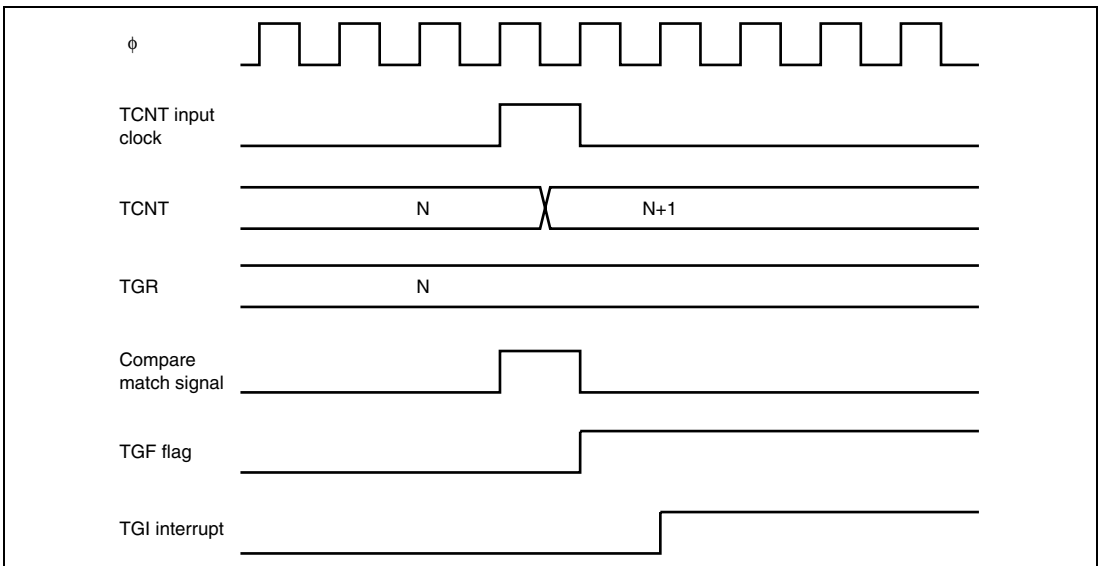 ϕ
TCNT input
clock
TCNT
N
N+1
TGR
N
Compare
match signal
TGF flag
TGI interrupt